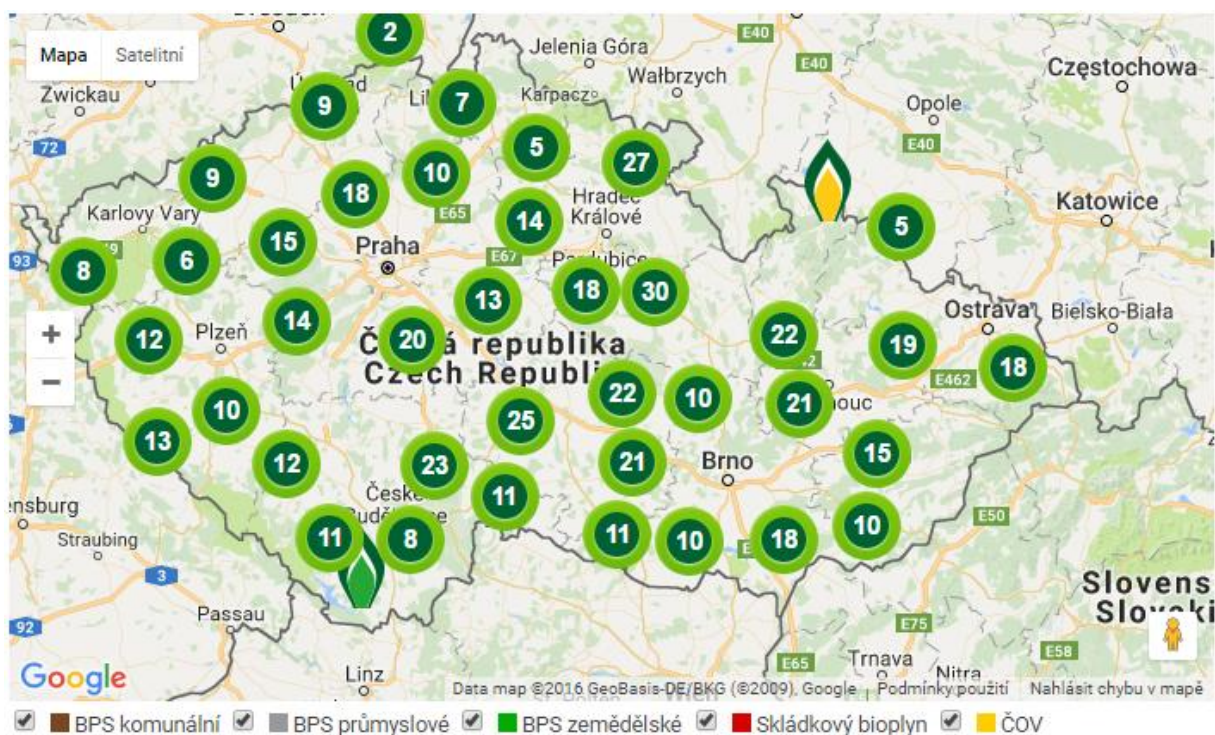 2
Mapa Satelitní
Jelenia Góra
E40
E40
Częstochowa
Zwickau
Wałbrzych
9
7
Karpacz
Opole
72
5
27
E40
9
18
10
Karlovy Vary
E65
14
Hradec
Králové
Katowice
15
5
8
6
Praha
E67
93
18
30
13
Ostrava
Bielsko-Biała
+
12
Plzeň
14
20
22
19
18
republika
Czech
E462
−
22
10
21
10
25
13
12
23
21
Brno
15
11
České
11
8
11
10
18
10
E50
Straubing
3
Passau
92
E75
E58
Linz
E65
Trnava
Nitra
Google
Data map ©2016 GeoBasis-DE/BKG (©2009), Google Podmínky použití Nahlásit chybu v mapě
BPS komunální BPS průmyslové BPS zemědělské Skládkový bioplyn ČOV